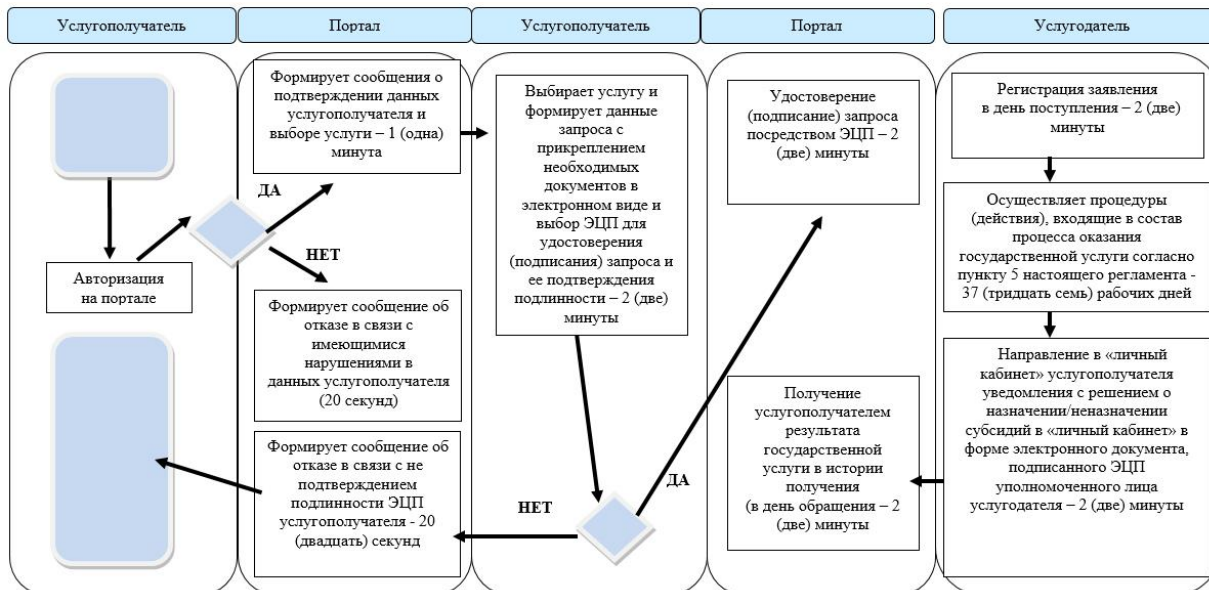 Услугополучатель
Портал
Услугополучатель
Портал
Услугодатель
Авторизация
на портале
Формирует сообщения о
подтверждении данных
услугополучателя и
выборе услуги – 1 (одна)
минута
ДА
НЕТ
Формирует сообщение об
отказе в связи с
имеющимися
нарушениями в
данных услугополучателя
(20 секунд)
Формирует сообщение об
отказе в связи с не
подтверждением
подлинности ЭЦП
услугополучателя - 20
(двадцать) секунд
Выбирает услугу и
формирует данные
запроса с
прикреплением
необходимых
документов в
электронном виде и
выбор ЭЦП для
удостоверения
(подписания) запроса и
ее подтверждения
подлинности – 2 (две)
минуты
НЕТ
ДА
Удостоверение
(подписание) запроса
посредством ЭЦП – 2
(две) минуты
Получение
услугополучателем
результата
государственной
услуги в истории
получения
(в день обращения – 2
(две) минуты
Регистрация заявления
в день поступления – 2 (две)
минуты
Осуществляет процедуры
(действия), входящие в состав
процесса оказания
государственной услуги согласно
пункту 5 настоящего регламента -
37 (тридцать семь) рабочих дней
Направление в «личный
кабинет» услугополучателя
уведомления с решением о
назначении/неназначении
субсидий в «личный кабинет» в
форме электронного документа,
подписанного ЭЦП
уполномоченного лица
услугодателя – 2 (две) минуты